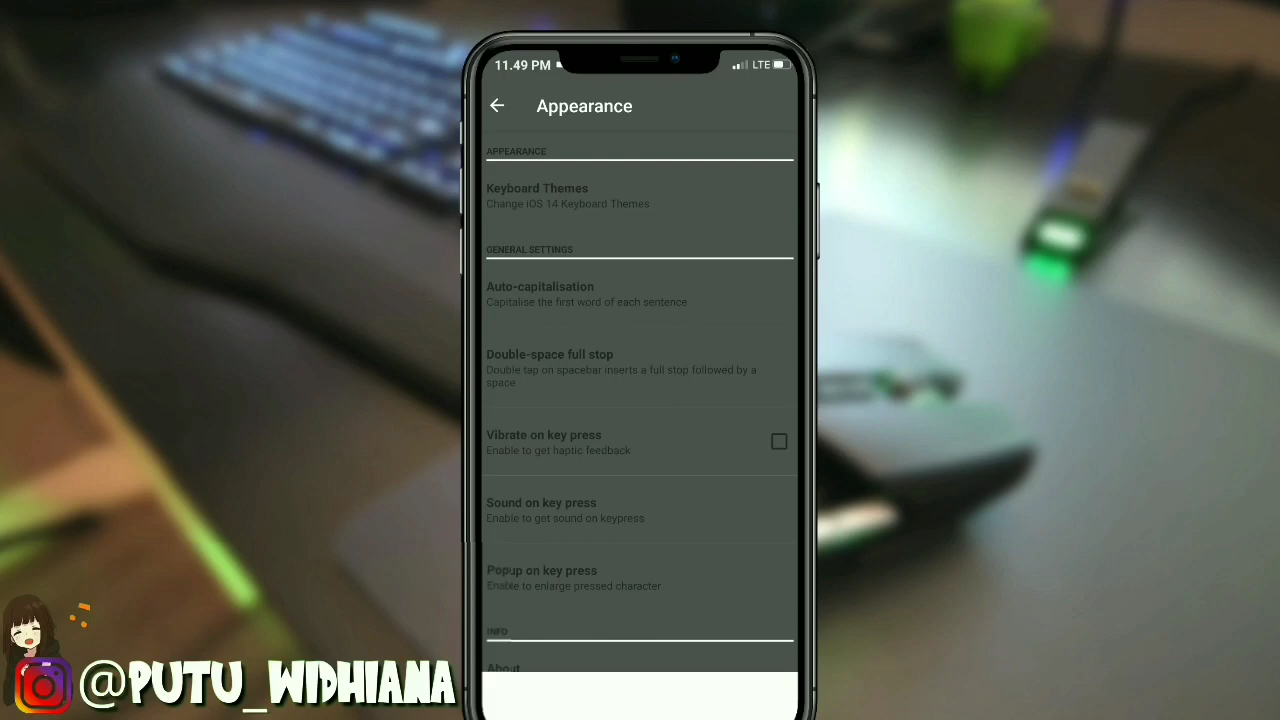 11.49 PM
LTE
Appearance
APPEARANCE
Keyboard Themes
Change iOS 14 Keyboard Themes
GENERAL SETTINGS
Auto-capitalisation
Capitalise the first word of each sentence
Double-space full stop
Double tap on spacebar inserts a full stop followed by a
space
Vibrate on key press
Enable to get haptic feedback
Sound on key press
Enable to get sound on keypress
Popup on key press
Enable to enlarge pressed character
INFO
About
@PUTU_WIDHIANA